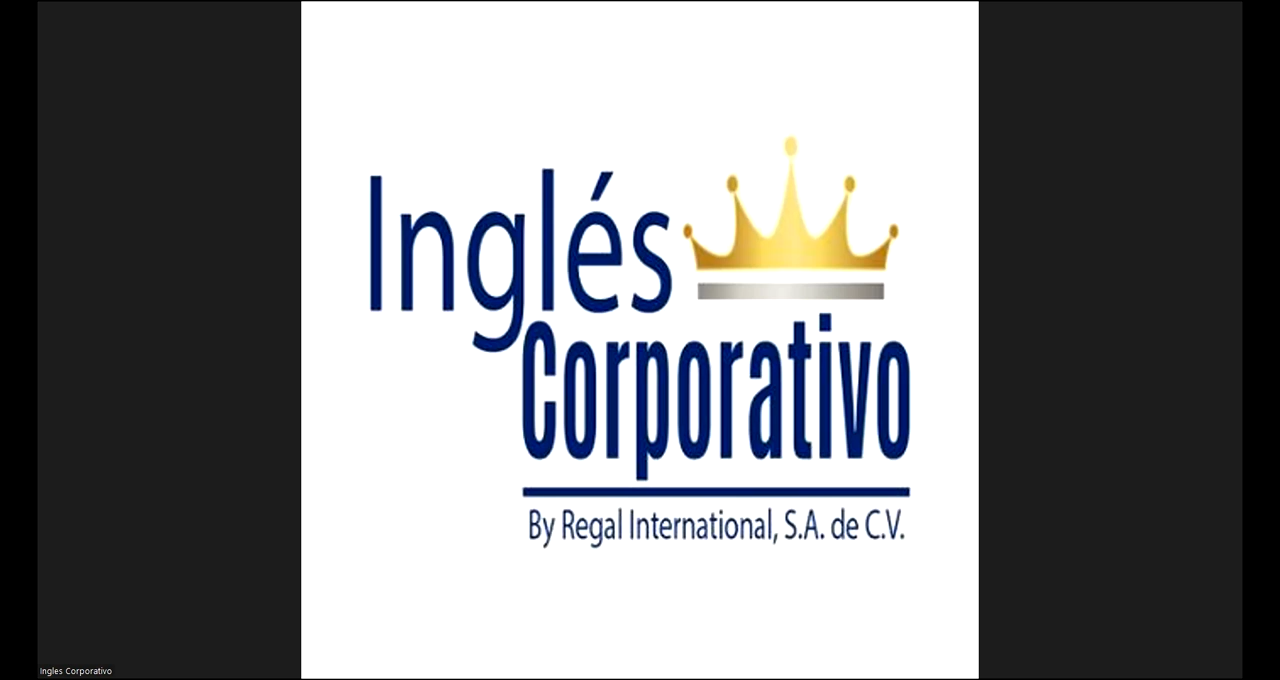 Inglés
Corporativo
By Regal International, S.A. de C.V.
Ingles Corporativo